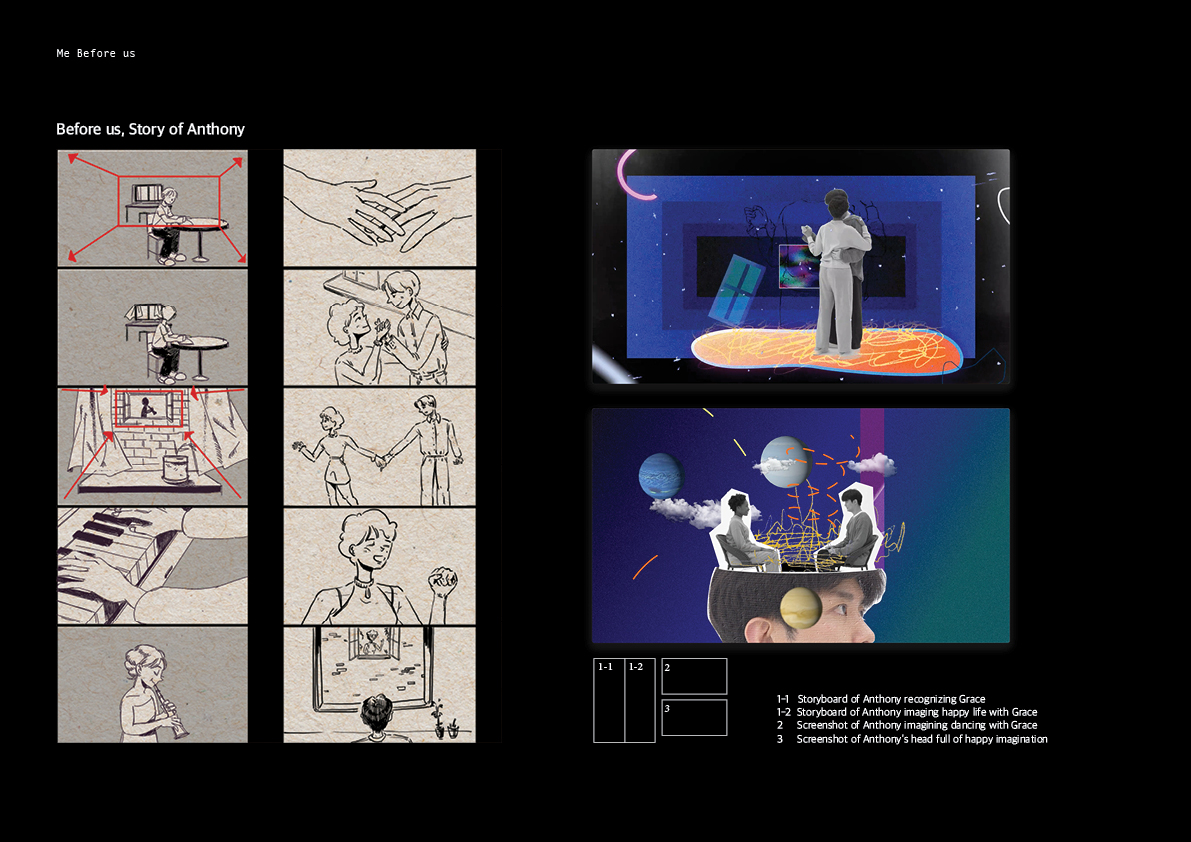 Me Before us
Before us, Story of Anthony
1-1 1-2 2
3
1-1 Storyboard of Anthony recognizing Grace
1-2 Storyboard of Anthony imaging happy life with Grace
2 Screenshot of Anthony imagining dancing with Grace
3 Screenshot of Anthony's head full of happy imagination